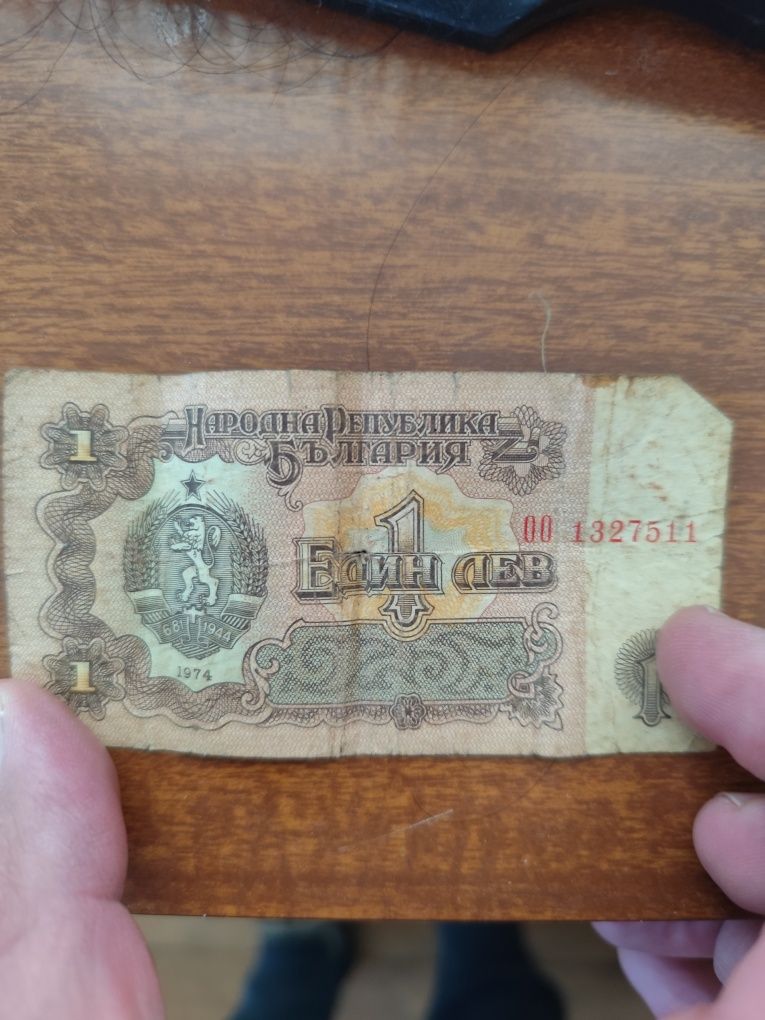 1
НАРОДНА РЕПУБЛИКА
БЪЛГАРИЯ
1
ОО 1327511
ЕДИН ЛЕВ
681 1944
1974
1
1